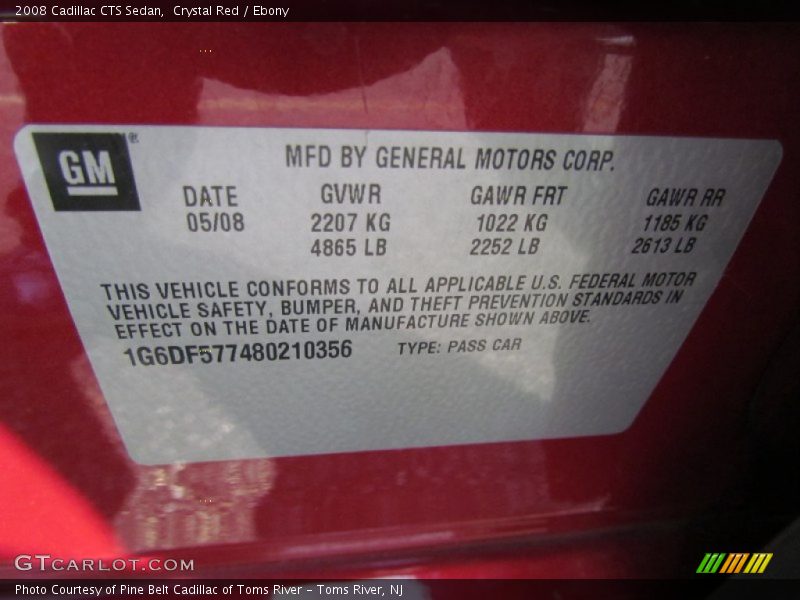 2008 Cadillac CTS Sedan,  Crystal Red / Ebony
GM ®
MFD BY GENERAL MOTORS CORP.
DATE GVWR GAWR FRT GAWR RR
05/08 2207 KG 1022 KG 1185 KG
4865 LB 2252 LB 2613 LB
THIS VEHICLE CONFORMS TO ALL APPLICABLE U.S. FEDERAL MOTOR
VEHICLE SAFETY, BUMPER, AND THEFT PREVENTION STANDARDS IN
EFFECT ON THE DATE OF MANUFACTURE SHOWN ABOVE.
1G6DF577480210356 TYPE: PASS CAR
GTCARLOT.COM
Photo Courtesy of Pine Belt Cadillac of Toms River – Toms River, NJ